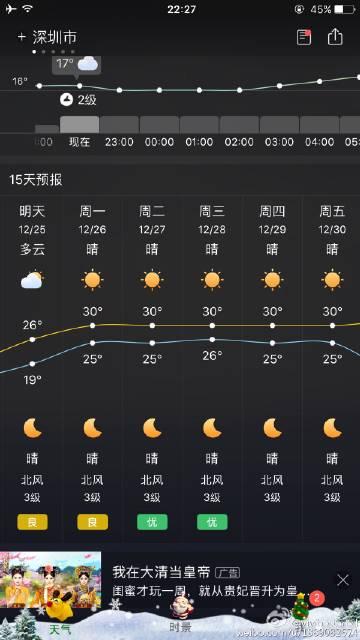 22:27
45%
+ 深圳市
17°
16°
2级
:00 现在 23:00 00:00 01:00 02:00 03:00 04:00 05
15天预报
明天 周一 周二 周三 周四 周五
12/25 12/26 12/27 12/28 12/29 12/30
多云 晴 晴 晴 晴 晴
26° 30° 30° 30° 30° 30°
19° 25° 25° 26° 25° 25°
晴 晴 晴 晴 晴 晴
北风 北风 北风 北风 北风 北风
3级 3级 3级 3级 3级 3级
良 良 优 优
我在大清当皇帝 广告
闺蜜才玩一周，就从贵妃晋升为皇
天气 时景
2